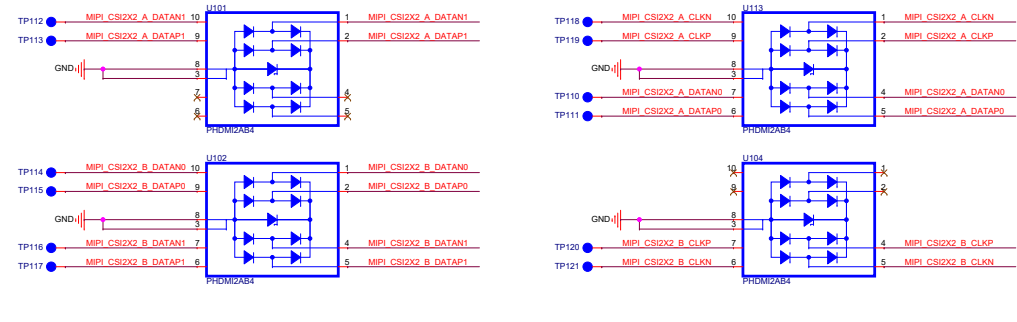 U101
TP112 10 MIPI_CSI2X2_A_DATAN1 1 MIPI_CSI2X2_A_DATAN1
TP113 9 MIPI_CSI2X2_A_DATAP1 2 MIPI_CSI2X2_A_DATAP1
GND 8
3
7 4
6 5
PHDMI2AB4
U113
TP118 MIPI_CSI2X2_A_CLKN 10 1 MIPI_CSI2X2_A_CLKN
TP119 MIPI_CSI2X2_A_CLKP 9 2 MIPI_CSI2X2_A_CLKP
GND 8
3
TP110 MIPI_CSI2X2_A_DATAN0 7 4 MIPI_CSI2X2_A_DATAN0
TP111 MIPI_CSI2X2_A_DATAP0 6 5 MIPI_CSI2X2_A_DATAP0
PHDMI2AB4
U102
TP114 MIPI_CSI2X2_B_DATAN0 10 1 MIPI_CSI2X2_B_DATAN0
TP115 MIPI_CSI2X2_B_DATAP0 9 2 MIPI_CSI2X2_B_DATAP0
GND 8
3
TP116 MIPI_CSI2X2_B_DATAN1 7 4 MIPI_CSI2X2_B_DATAN1
TP117 MIPI_CSI2X2_B_DATAP1 6 5 MIPI_CSI2X2_B_DATAP1
PHDMI2AB4
U104
10 1
9 2
GND 8
3
TP120 MIPI_CSI2X2_B_CLKP 7 4 MIPI_CSI2X2_B_CLKP
TP121 MIPI_CSI2X2_B_CLKN 6 5 MIPI_CSI2X2_B_CLKN
PHDMI2AB4